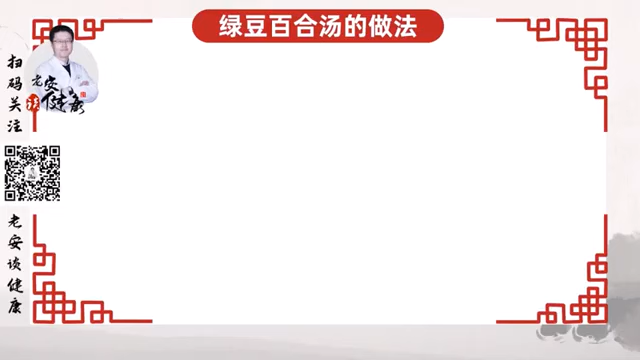 绿豆百合汤的做法
扫码关注
老安
谈
健康
老安谈健康